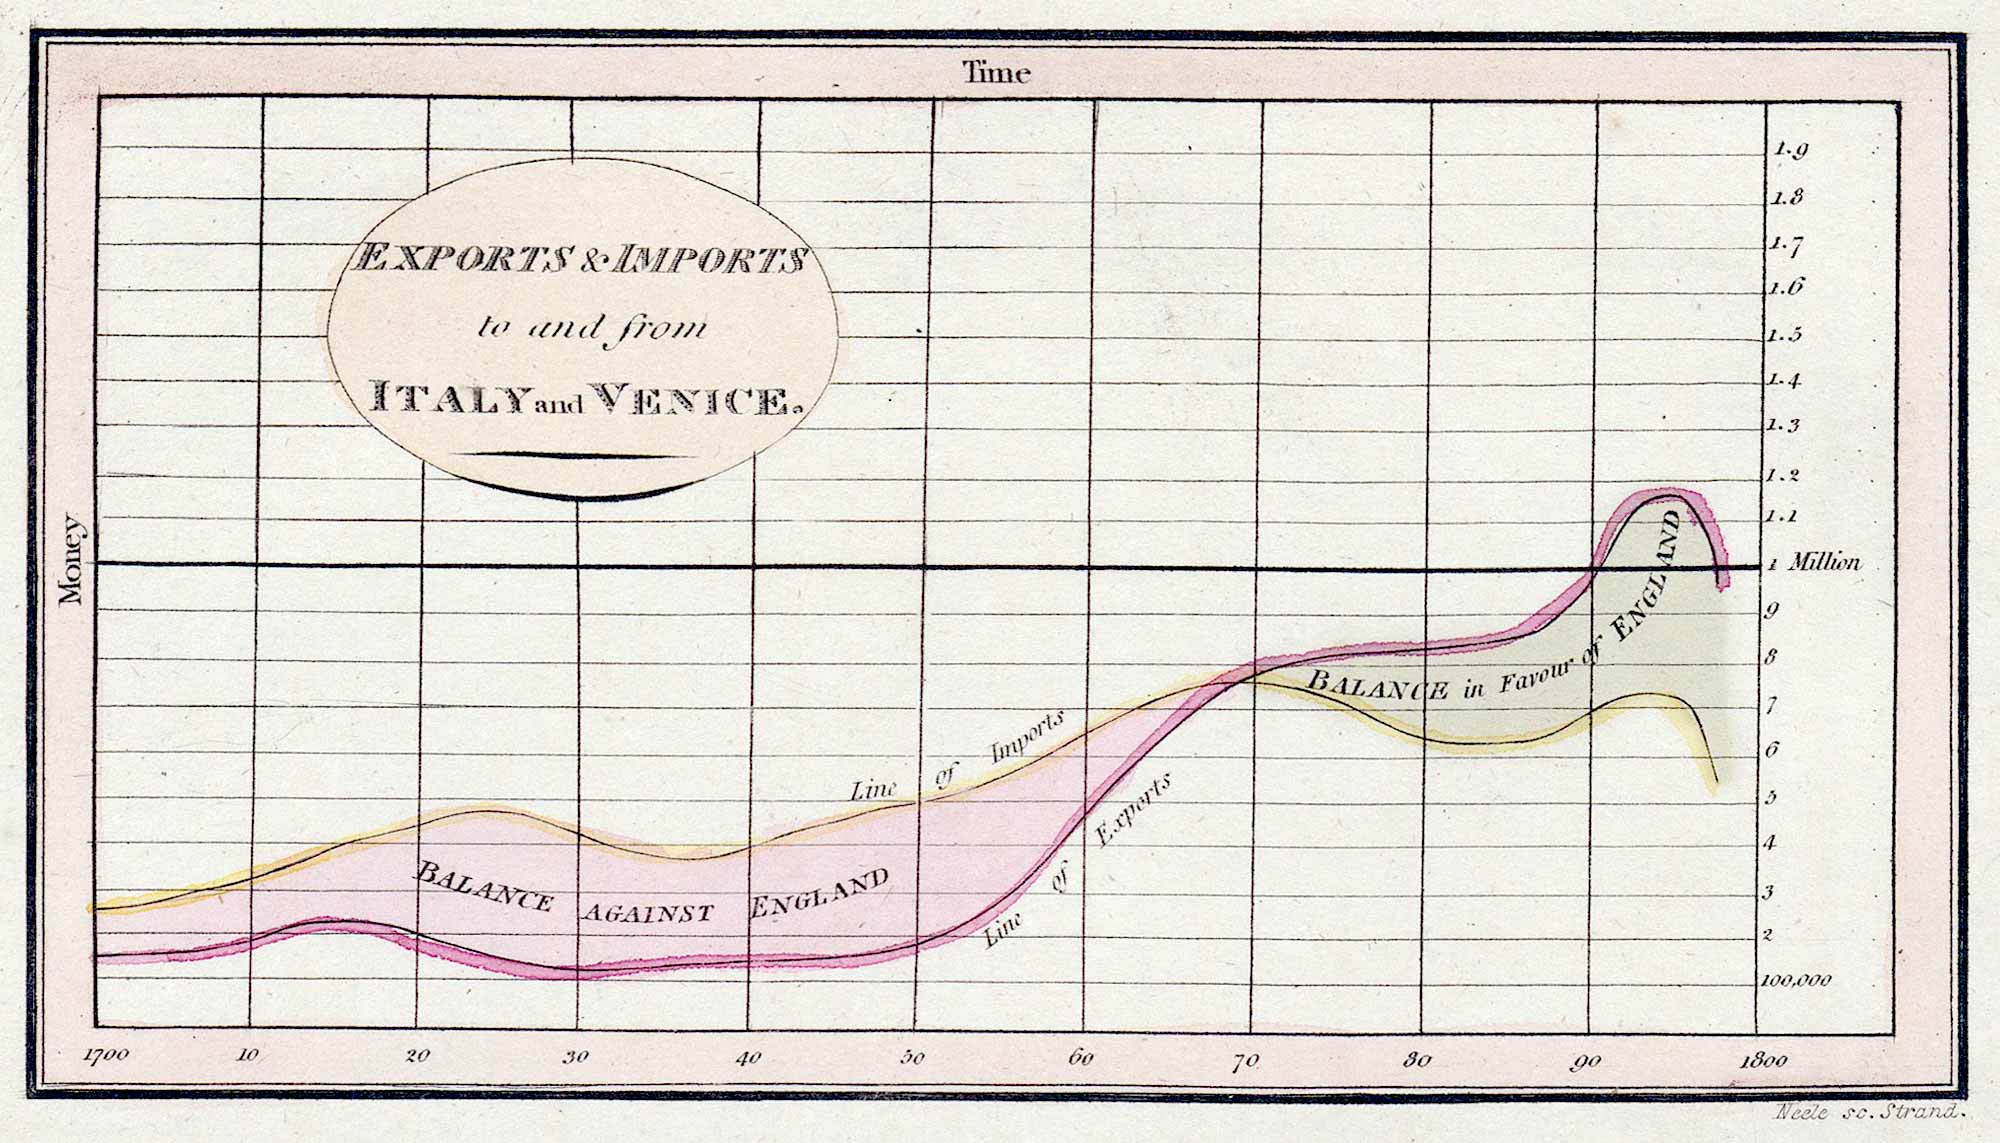 Time
EXPORTS & IMPORTS
to and from
ITALY and VENICE.
Money
1.9
1.8
1.7
1.6
1.5
1.4
1.3
1.2
1.1
1 Million
9
8
7
6
5
4
3
2
100,000
Line of Imports
Line of Exports
BALANCE AGAINST ENGLAND
BALANCE in Favour of ENGLAND
1700 10 20 30 40 50 60 70 80 90 1800
Neele sc. Strand.